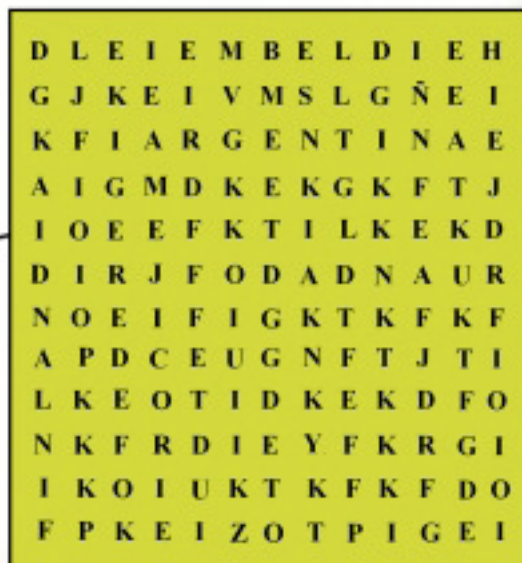 D L E I E M B E L D I E H
G J K E I V M S L G Ñ E I
K F I A R G E N T I N A E
A I G M D K E K G K F T J
I O E E F K T I L K E K D
D I R J F O D A D N A U R
N O E I F I G K T K F K F
A P D C E U G N F T J T I
L K E O T I D K E K D F O
N K F R D I E Y F K R G I
I K O I U K T K F K F D O
F P K E I Z O T P I G E I